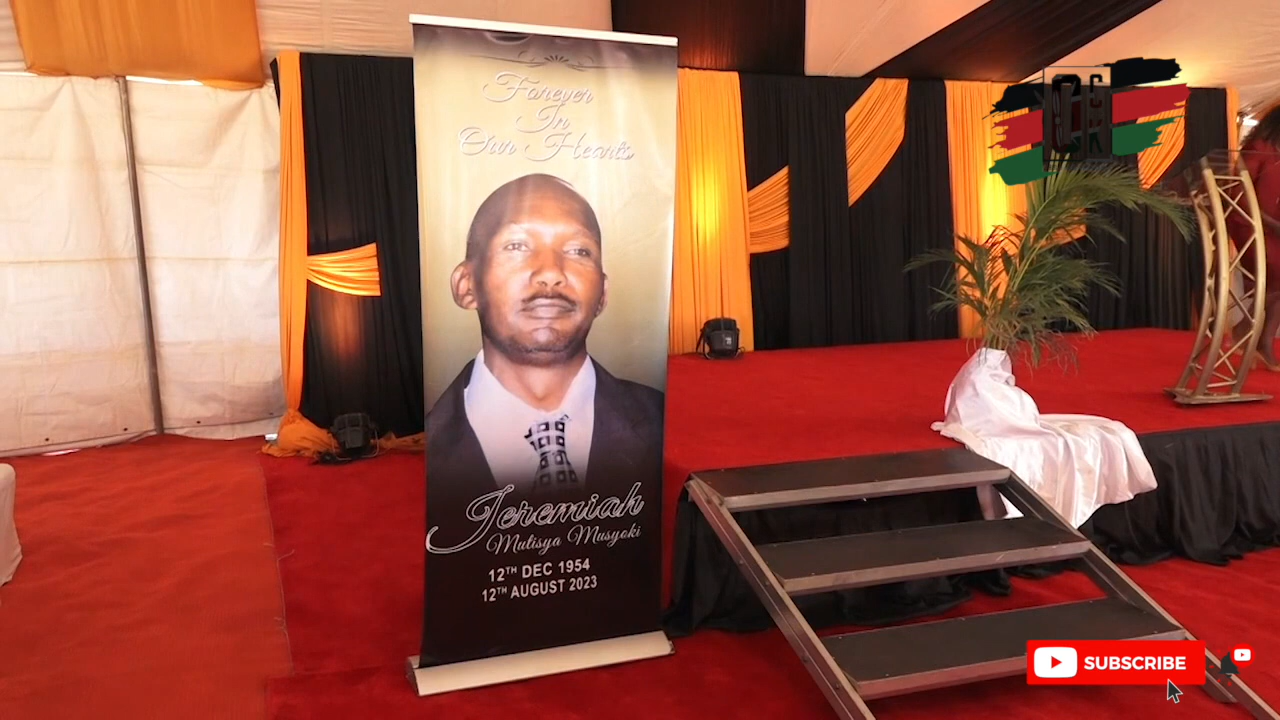 Forever
In
Our Hearts
Jeremiah
Mutisya Musyoki
12TH DEC 1954
12TH AUGUST 2023
SUBSCRIBE